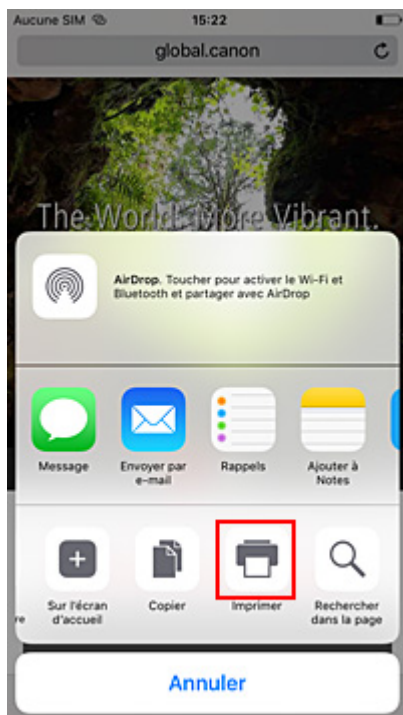 Aucune SIM
15:22
global.canon
The World. More Vibrant.
AirDrop. Toucher pour activer le Wi-Fi et
Bluetooth et partager avec AirDrop
Message
Envoyer par
e-mail
Rappels
Ajouter à
Notes
re
Sur l'écran
d'accueil
Copier
Imprimer
Rechercher
dans la page
Annuler